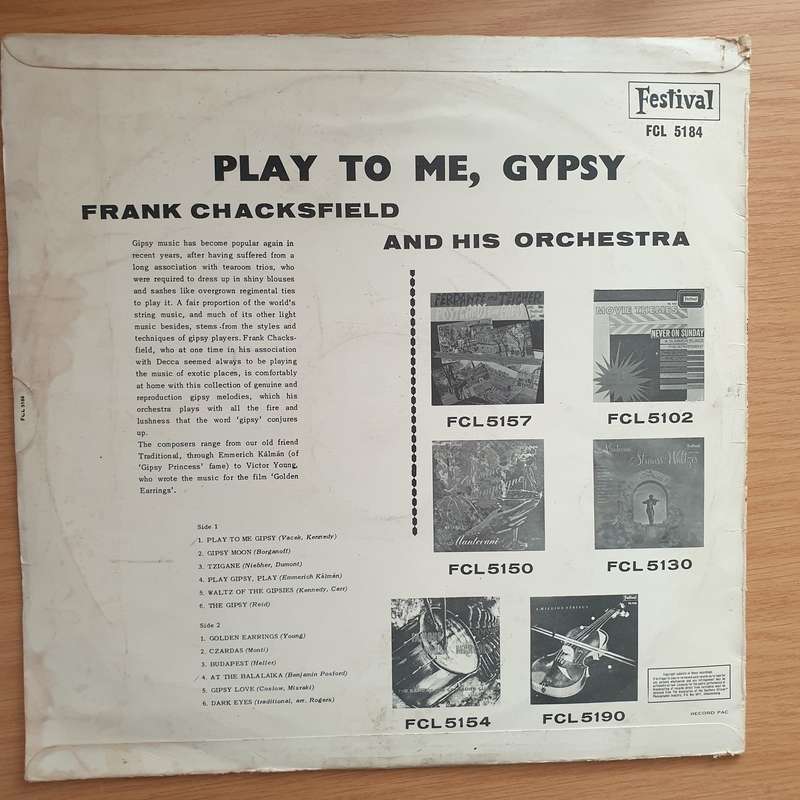 Festival
FCL 5184
PLAY TO ME, GYPSY
FRANK CHACKSFIELD
AND HIS ORCHESTRA
Gipsy music has become popular again in
recent years, after having suffered from a
long association with tearoom trios, who
were required to dress up in shiny blouses
and sashes like overgrown regimental ties
to play it. A fair proportion of the world's
string music, and much of its other light
music besides, stems from the styles and
techniques of gipsy players. Frank Chacks-
field, who at one time in his association
with Decca seemed always to be playing
the music of exotic places, is comfortably
at home with this collection of genuine and
reproduction gipsy melodies, which his
orchestra plays with all the fire and
lushness that the word 'gipsy' conjures
up.
The composers range from our old friend
Traditional, through Emmerich Kálmán (of
'Gipsy Princess' fame) to Victor Young,
who wrote the music for the film 'Golden
Earrings'.
Side 1
1. PLAY TO ME GIPSY (Vacek, Kennedy)
2. GIPSY MOON (Borganoff)
3. TZIGANE (Niebher, Dumont)
4. PLAY GIPSY, PLAY (Emmerich Kálmán)
5. WALTZ OF THE GIPSIES (Kennedy, Carr)
6. THE GIPSY (Reid)
Side 2
1. GOLDEN EARRINGS (Young)
2. CZARDAS (Monti)
3. BUDAPEST (Heller)
4. AT THE BALALAIKA (Benjamin Posford)
5. GIPSY LOVE (Coslow, Mizraki)
6. DARK EYES (traditional, arr. Rogers)
FERRANTE and TEICHER
FCL 5157
MOVIE THEMES
NEVER ON SUNDAY
FCL 5102
Mantovani
FCL 5150
Strauss Waltzes
FCL 5130
FCL 5154
A MILLION STRINGS
Festival
FCL 5190
RECORD PAC